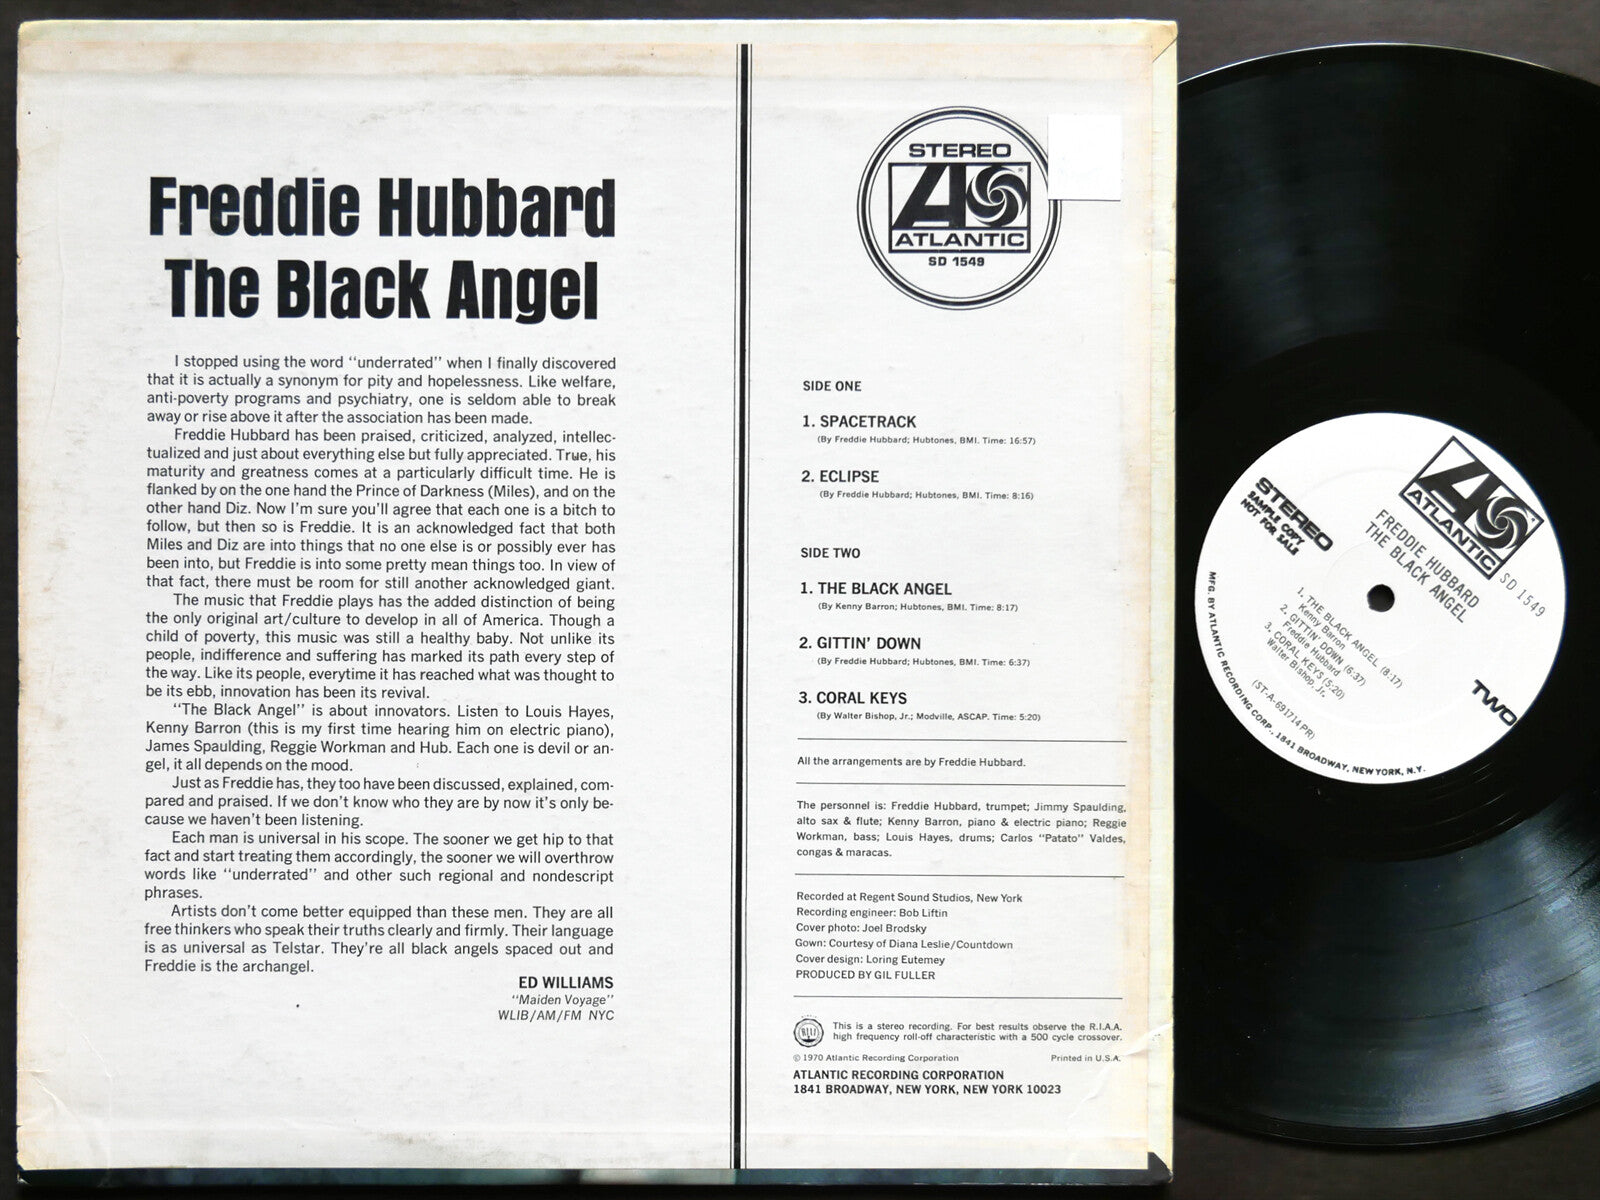 Freddie Hubbard
The Black Angel
I stopped using the word "underrated" when I finally discovered
that it is actually a synonym for pity and hopelessness. Like welfare,
anti-poverty programs and psychiatry, one is seldom able to break
away or rise above it after the association has been made.
Freddie Hubbard has been praised, criticized, analyzed, intellec-
tualized and just about everything else but fully appreciated. True, his
maturity and greatness comes at a particularly difficult time. He is
flanked by on the one hand the Prince of Darkness (Miles), and on the
other hand Diz. Now I'm sure you'll agree that each one is a bitch to
follow, but then so is Freddie. It is an acknowledged fact that both
Miles and Diz are into things that no one else is or possibly ever has
been into, but Freddie is into some pretty mean things too. In view of
that fact, there must be room for still another acknowledged giant.
The music that Freddie plays has the added distinction of being
the only original art/culture to develop in all of America. Though a
child of poverty, this music was still a healthy baby. Not unlike its
people, indifference and suffering has marked its path every step of
the way. Like its people, everytime it has reached what was thought to
be its ebb, innovation has been its revival.
"The Black Angel" is about innovators. Listen to Louis Hayes,
Kenny Barron (this is my first time hearing him on electric piano),
James Spaulding, Reggie Workman and Hub. Each one is devil or an-
gel, it all depends on the mood.
Just as Freddie has, they too have been discussed, explained, com-
pared and praised. If we don't know who they are by now it's only be-
cause we haven't been listening.
Each man is universal in his scope. The sooner we get hip to that
fact and start treating them accordingly, the sooner we will overthrow
words like "underrated" and other such regional and nondescript
phrases.
Artists don't come better equipped than these men. They are all
free thinkers who speak their truths clearly and firmly. Their language
is as universal as Telstar. They're all black angels spaced out and
Freddie is the archangel.
ED WILLIAMS
"Maiden Voyage"
WLIB/AM/FM NYC
STEREO
ATLANTIC
SD 1549
SIDE ONE
1. SPACETRACK
(By Freddie Hubbard; Hubtones, BMI. Time: 16:57)
2. ECLIPSE
(By Freddie Hubbard; Hubtones, BMI. Time: 8:16)
SIDE TWO
1. THE BLACK ANGEL
(By Kenny Barron; Hubtones, BMI. Time: 8:17)
2. GITTIN' DOWN
(By Freddie Hubbard; Hubtones, BMI. Time: 6:37)
3. CORAL KEYS
(By Walter Bishop, Jr.; Modville, ASCAP. Time: 5:20)
All the arrangements are by Freddie Hubbard.
The personnel is: Freddie Hubbard, trumpet; Jimmy Spaulding,
alto sax & flute; Kenny Barron, piano & electric piano; Reggie
Workman, bass; Louis Hayes, drums; Carlos "Patato" Valdes,
congas & maracas.
Recorded at Regent Sound Studios, New York
Recording engineer: Bob Liftin
Cover photo: Joel Brodsky
Gown: Courtesy of Diana Leslie/Countdown
Cover design: Loring Eutemey
PRODUCED BY GIL FULLER
This is a stereo recording. For best results observe the R.I.A.A.
high frequency roll-off characteristic with a 500 cycle crossover.
© 1970 Atlantic Recording Corporation Printed in U.S.A.
ATLANTIC RECORDING CORPORATION
1841 BROADWAY, NEW YORK, NEW YORK 10023
STEREO
SAMPLE COPY
NOT FOR SALE
ATLANTIC
SD 1549
FREDDIE HUBBARD
THE BLACK ANGEL
1. THE BLACK ANGEL (8:17)
Kenny Barron
2. GITTIN' DOWN (6:37)
Freddie Hubbard
3. CORAL KEYS (5:20)
Walter Bishop, Jr.
(ST-A-691714PR)
TWO
MFG. BY ATLANTIC RECORDING CORP., 1841 BROADWAY, NEW YORK, N.Y.